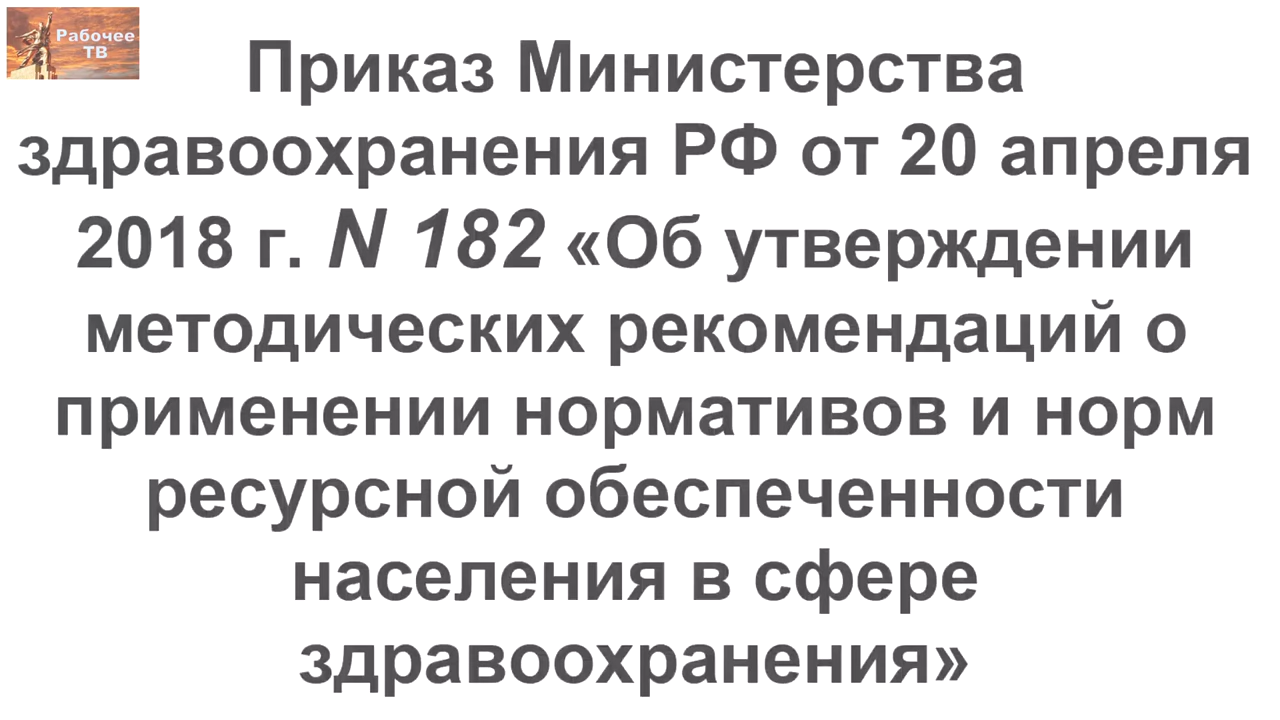 Рабочее
ТВ
Приказ Министерства
здравоохранения РФ от 20 апреля
2018 г. N 182 «Об утверждении
методических рекомендаций о
применении нормативов и норм
ресурсной обеспеченности
населения в сфере
здравоохранения»